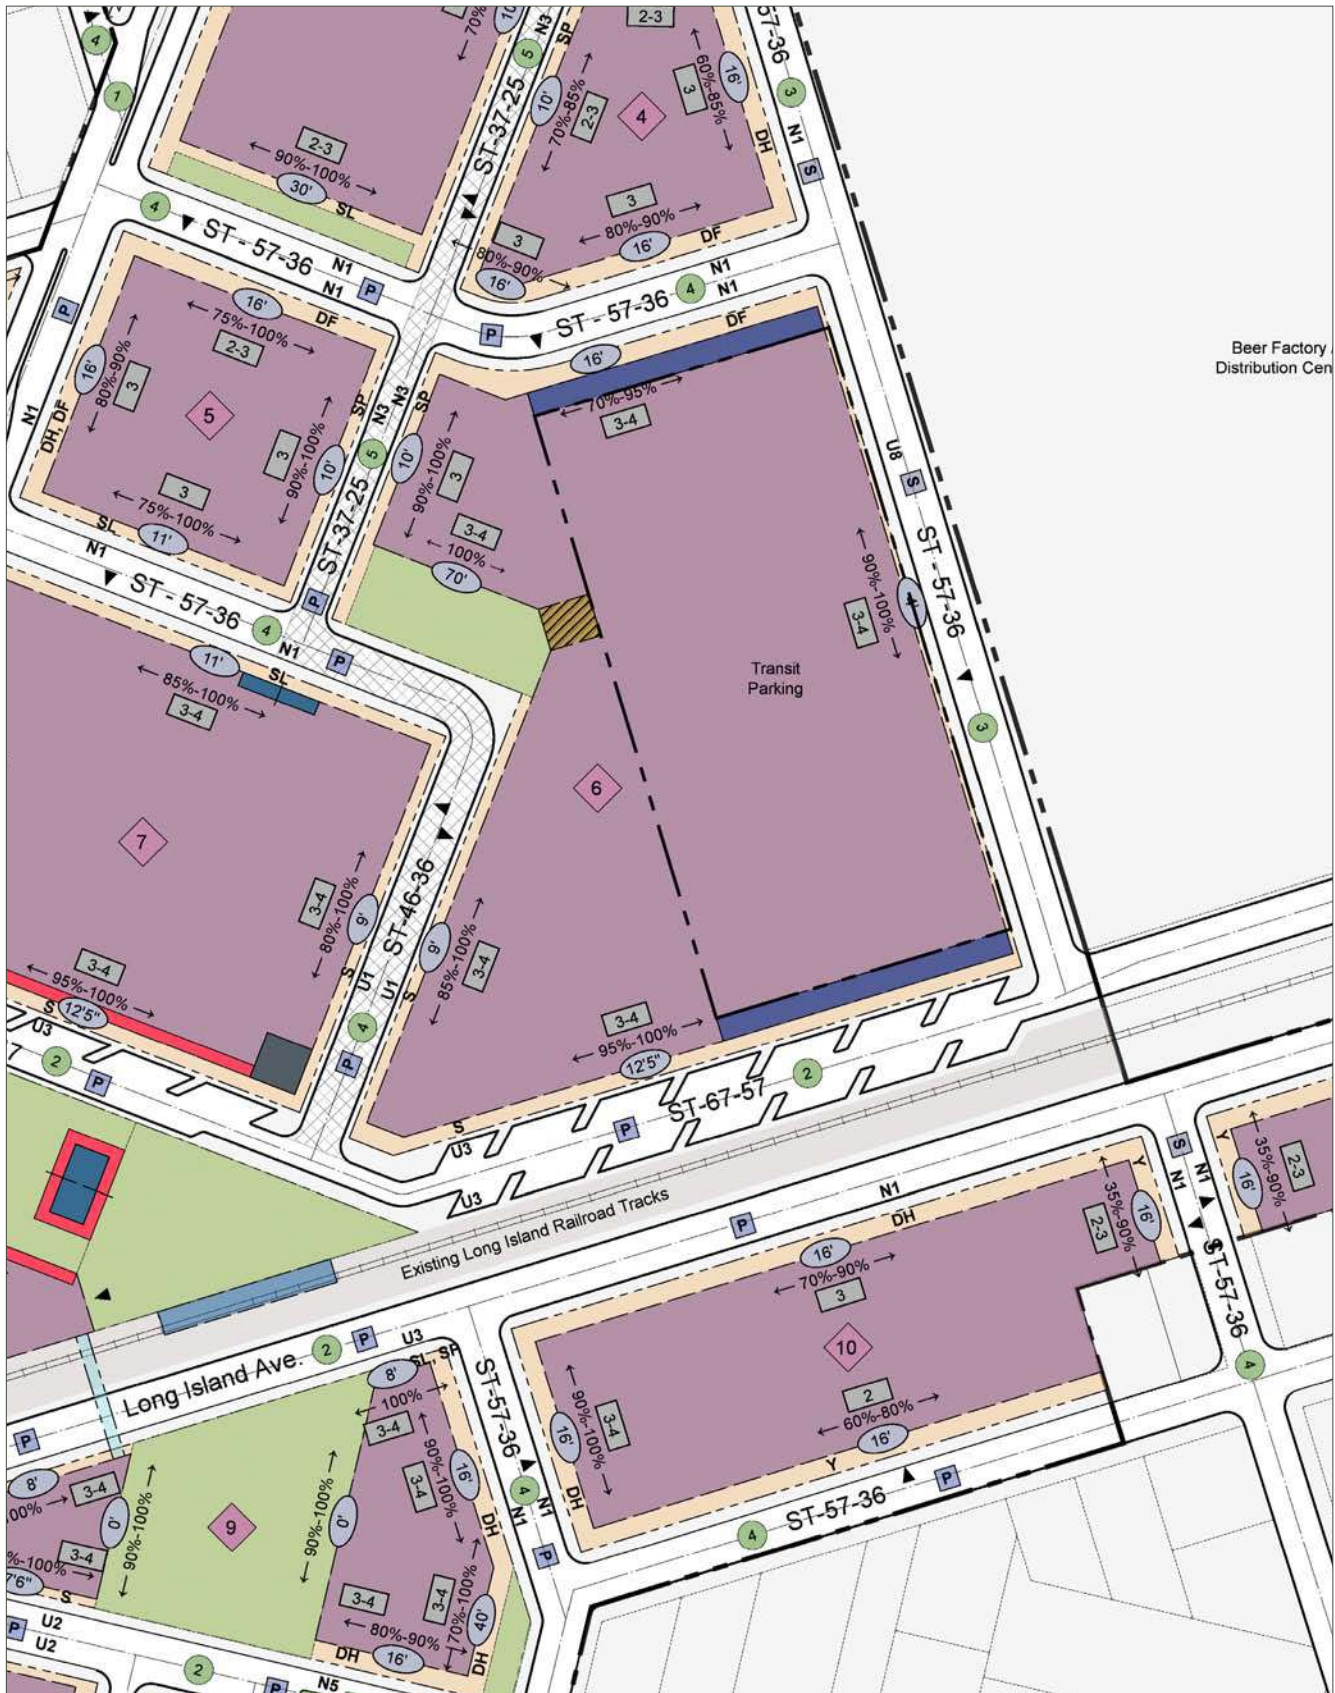 4
1
70%
10'
N3
5
SP
2-3
57-36
3
N1
16'
60%-85%
3
4
10'
70%-85%
2-3
ST-37-25
DH
S
2-3
90%-100%
30'
SL
3
80%-90%
16'
DF
3
80%-90%
16'
4
ST - 57-36
N1
N1
P
P
N1
4
N1
ST - 57-36
P
16'
DF
75%-100%
2-3
16'
80%-90%
3
5
DH, DF
N1
SP
N3
N3
SP
5
90%-100%
3
10'
10'
90%-100%
3
3
75%-100%
SL
11'
N1
ST-37-25
16'
DF
70%-95%
3-4
Beer Factory
Distribution Cen
U8
S
ST - 57-36
3-4
100%
70'
3-4
90%-100%
4'
ST - 57-36
4
N1
P
P
11'
SL
85%-100%
3-4
Transit
Parking
3
6
7
3-4
80%-100%
9'
ST-46-36
9'
85%-100%
3-4
S
U1
U1
S
4
P
3-4
95%-100%
S
12'5"
U3
7
2
P
3-4
95%-100%
12'5"
S
U3
U3
P
ST-67-57
2
Existing Long Island Railroad Tracks
P
N1
DH
16'
70%-90%
3
10
Y
35%-90%
2-3
16'
S
N1
N1
Y
35%-90%
2-3
16'
ST-57-36
4
Long Island Ave.
2
P
U3
P
8'
SL, SP
100%
3-4
ST-57-36
90%-100%
3-4
16'
DH
4
N1
N1
P
16'
90%-100%
3-4
DH
2
60%-80%
16'
Y
ST-57-36
P
4
8'
3-4
00%
0'
90%-100%
9
90%-100%
0'
3-4
%-100%
7'6"
S
3-4
80%-90%
DH
16'
3-4
70%-100%
40'
DH
P
U2
U2
2
P
N5